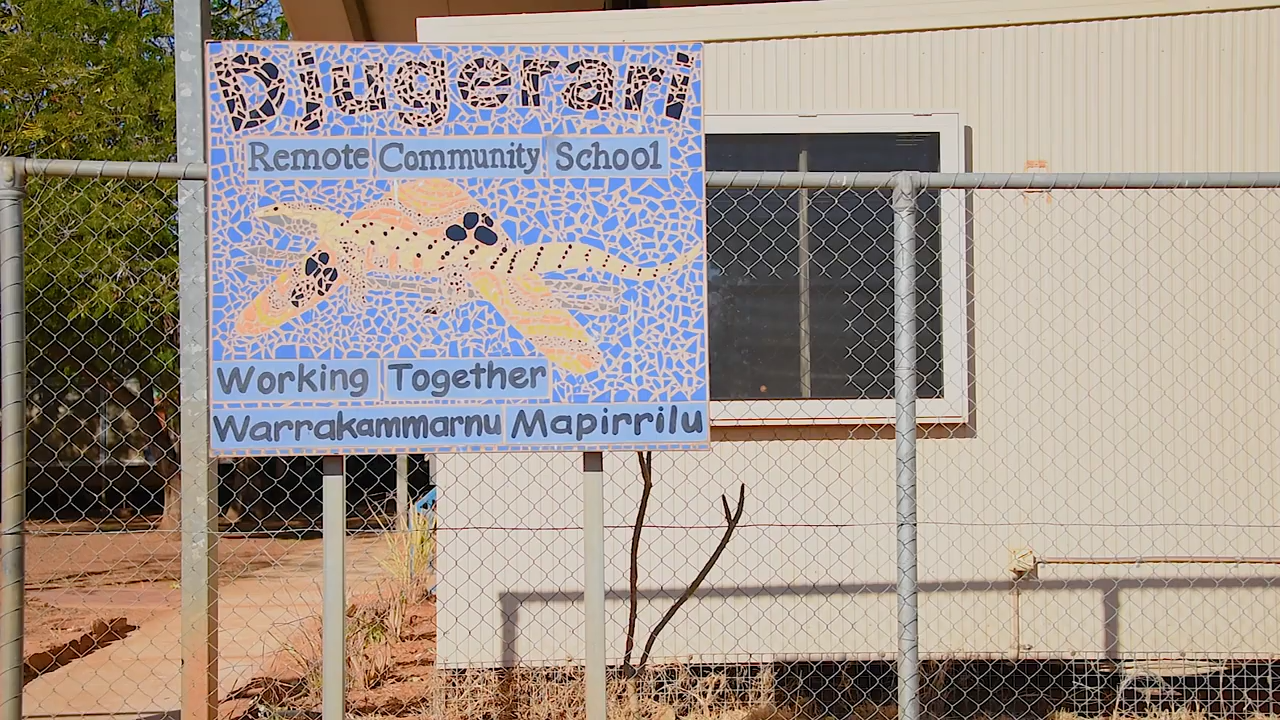 Djugerari
Remote Community School
Working Together
Warrakammarnu Mapirrilu